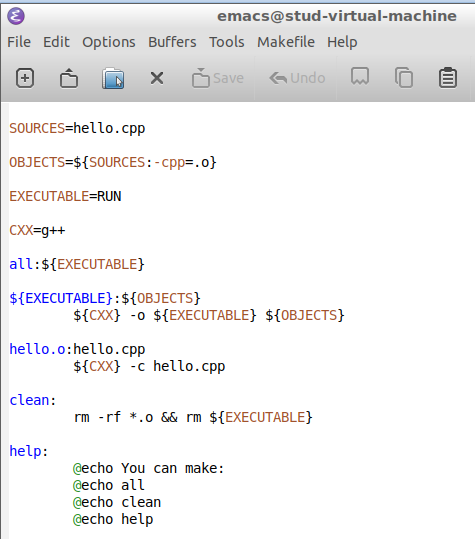 emacs@stud-virtual-machine
File Edit Options Buffers Tools Makefile Help
Save Undo
SOURCES=hello.cpp
OBJECTS=${SOURCES:-cpp=.o}
EXECUTABLE=RUN
CXX=g++
all:${EXECUTABLE}
${EXECUTABLE}:${OBJECTS}
${CXX} -o ${EXECUTABLE} ${OBJECTS}
hello.o:hello.cpp
${CXX} -c hello.cpp
clean:
rm -rf *.o && rm ${EXECUTABLE}
help:
@echo You can make:
@echo all
@echo clean
@echo help